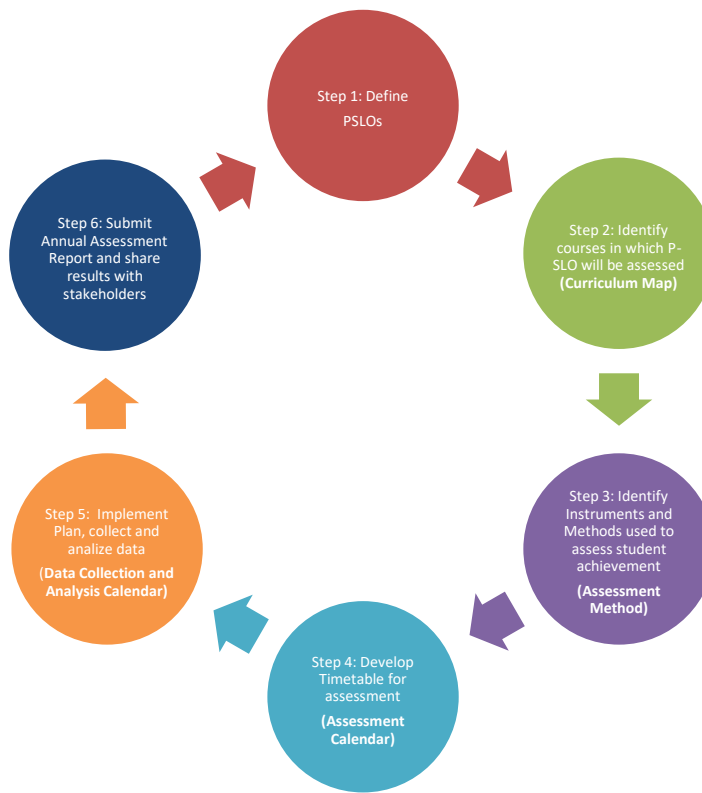 Step 1: Define
PSLOs
Step 2: Identify
courses in which P-
SLO will be assessed
(Curriculum Map)
Step 3: Identify
Instruments and
Methods used to
assess student
achievement
(Assessment
Method)
Step 4: Develop
Timetable for
assessment
(Assessment
Calendar)
Step 5:  Implement
Plan, collect and
analize data
(Data Collection and
Analysis Calendar)
Step 6: Submit
Annual Assessment
Report and share
results with
stakeholders